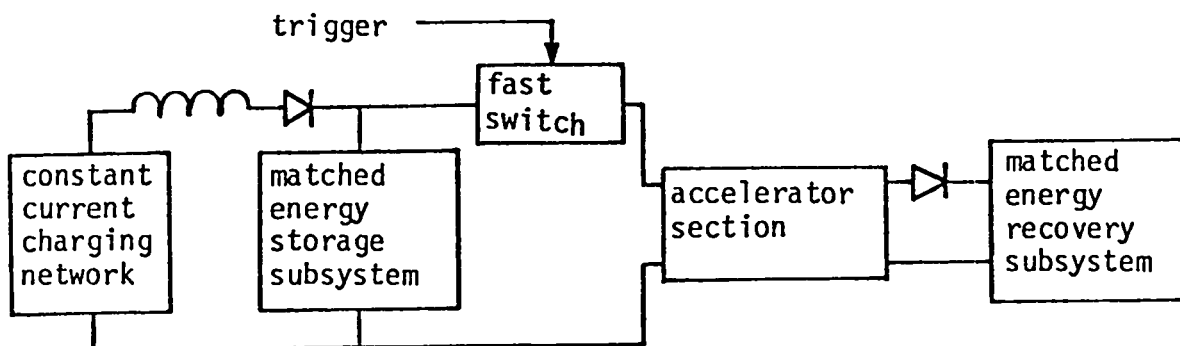 trigger
fast
switch
constant
current
charging
network
matched
energy
storage
subsystem
accelerator
section
matched
energy
recovery
subsystem